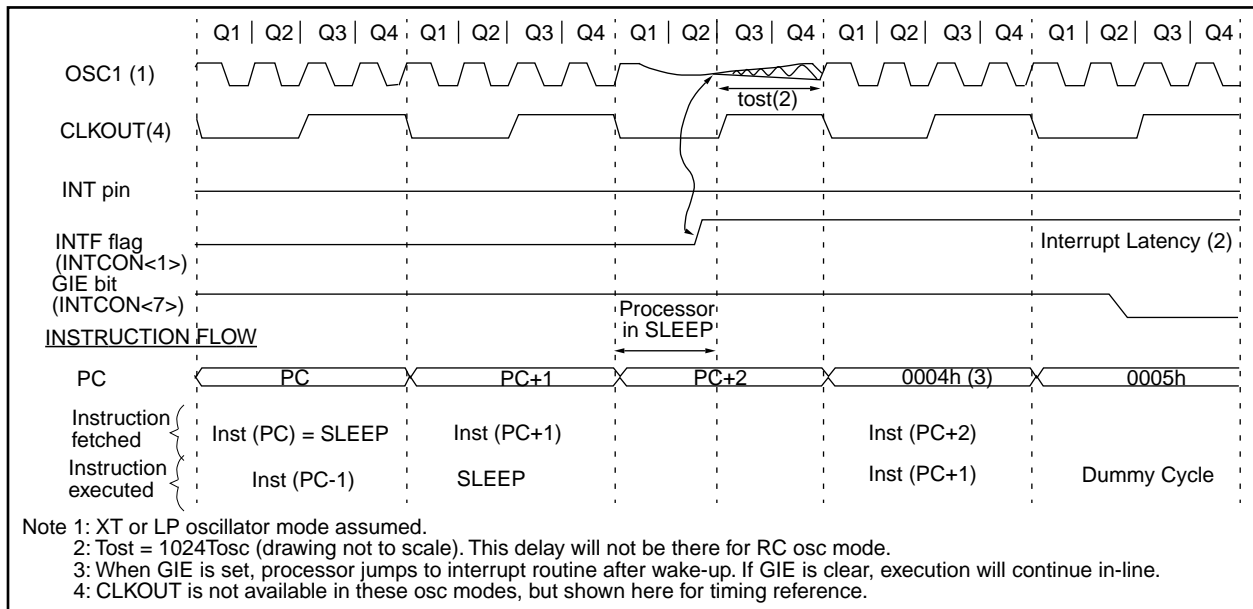 Q1 | Q2 | Q3 | Q4 Q1 | Q2 | Q3 | Q4 Q1 | Q2 | Q3 | Q4 Q1 | Q2 | Q3 | Q4 Q1 | Q2 | Q3 | Q4
OSC1 (1)
tost(2)
CLKOUT(4)
INT pin
INTF flag
(INTCON<1>)
Interrupt Latency (2)
GIE bit
(INTCON<7>)
Processor
in SLEEP
INSTRUCTION FLOW
PC PC PC+1 PC+2 0004h (3) 0005h
Instruction
fetched
Inst (PC) = SLEEP Inst (PC+1) Inst (PC+2)
Instruction
executed
Inst (PC-1) SLEEP Inst (PC+1) Dummy Cycle
Note 1: XT or LP oscillator mode assumed.
2: Tost = 1024Tosc (drawing not to scale). This delay will not be there for RC osc mode.
3: When GIE is set, processor jumps to interrupt routine after wake-up. If GIE is clear, execution will continue in-line.
4: CLKOUT is not available in these osc modes, but shown here for timing reference.